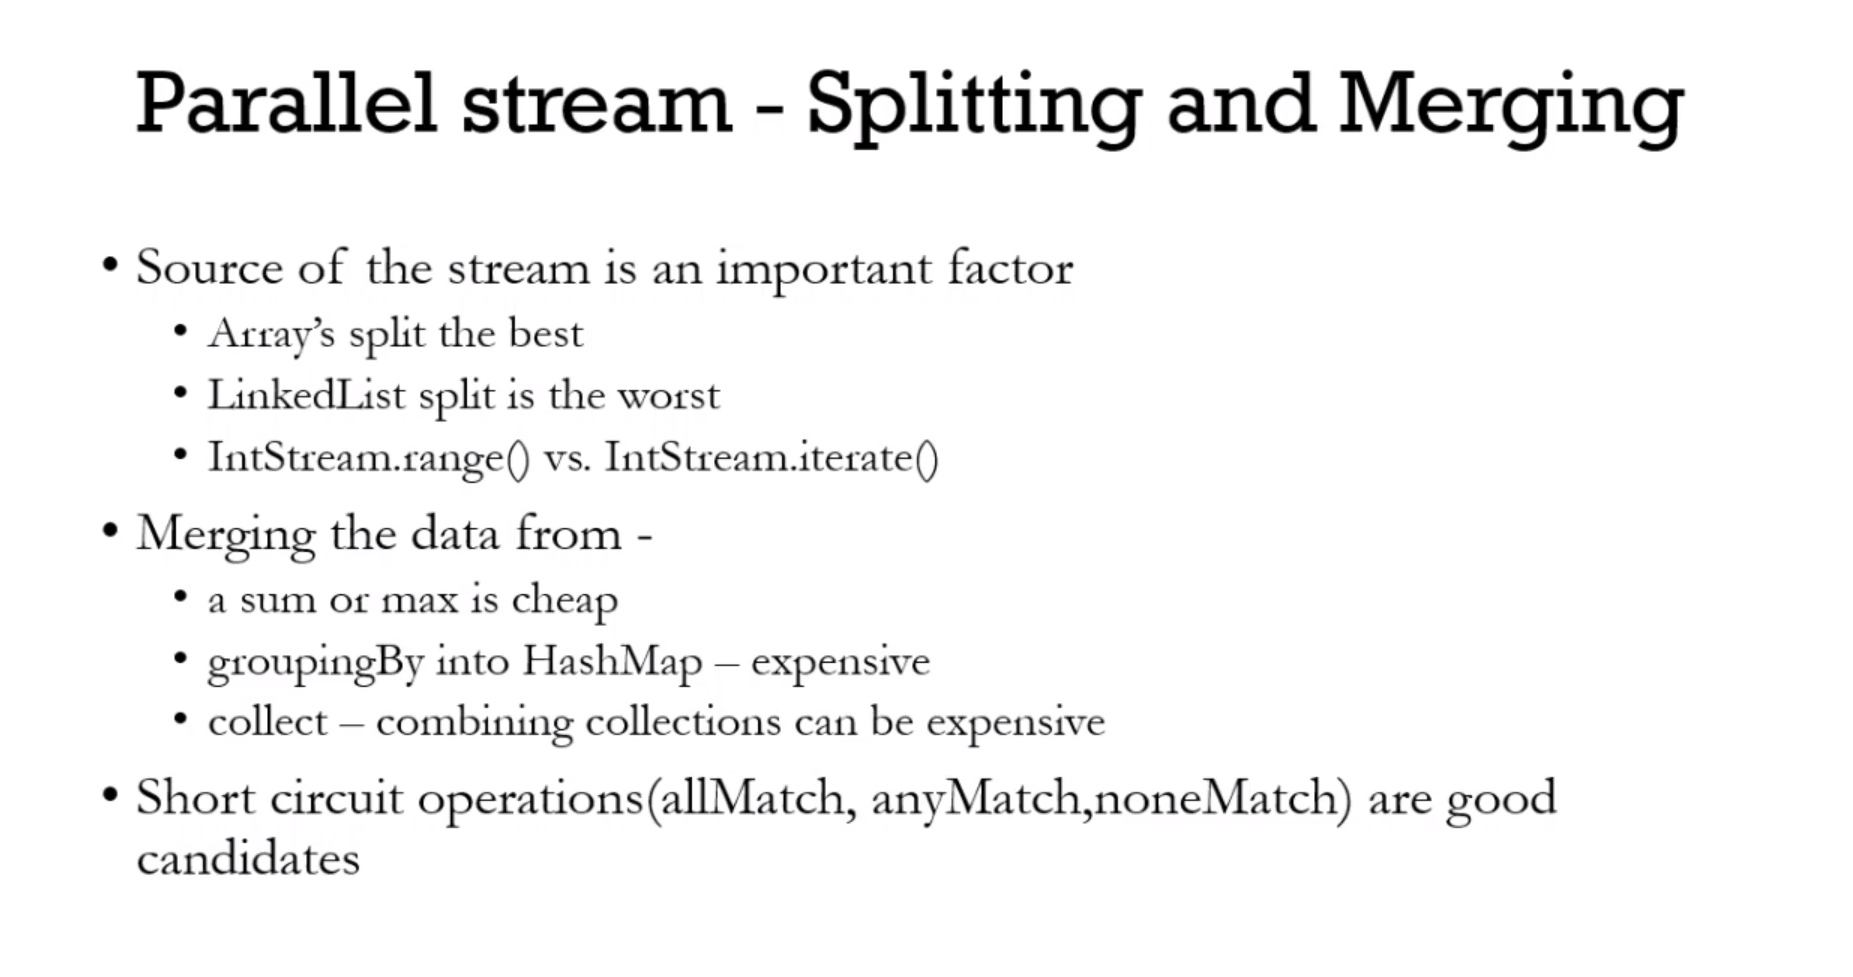 Parallel stream - Splitting and Merging
• Source of the stream is an important factor
• Array’s split the best
• LinkedList split is the worst
• IntStream.range() vs. IntStream.iterate()
• Merging the data from -
• a sum or max is cheap
• groupingBy into HashMap – expensive
• collect – combining collections can be expensive
• Short circuit operations(allMatch, anyMatch,noneMatch) are good
candidates